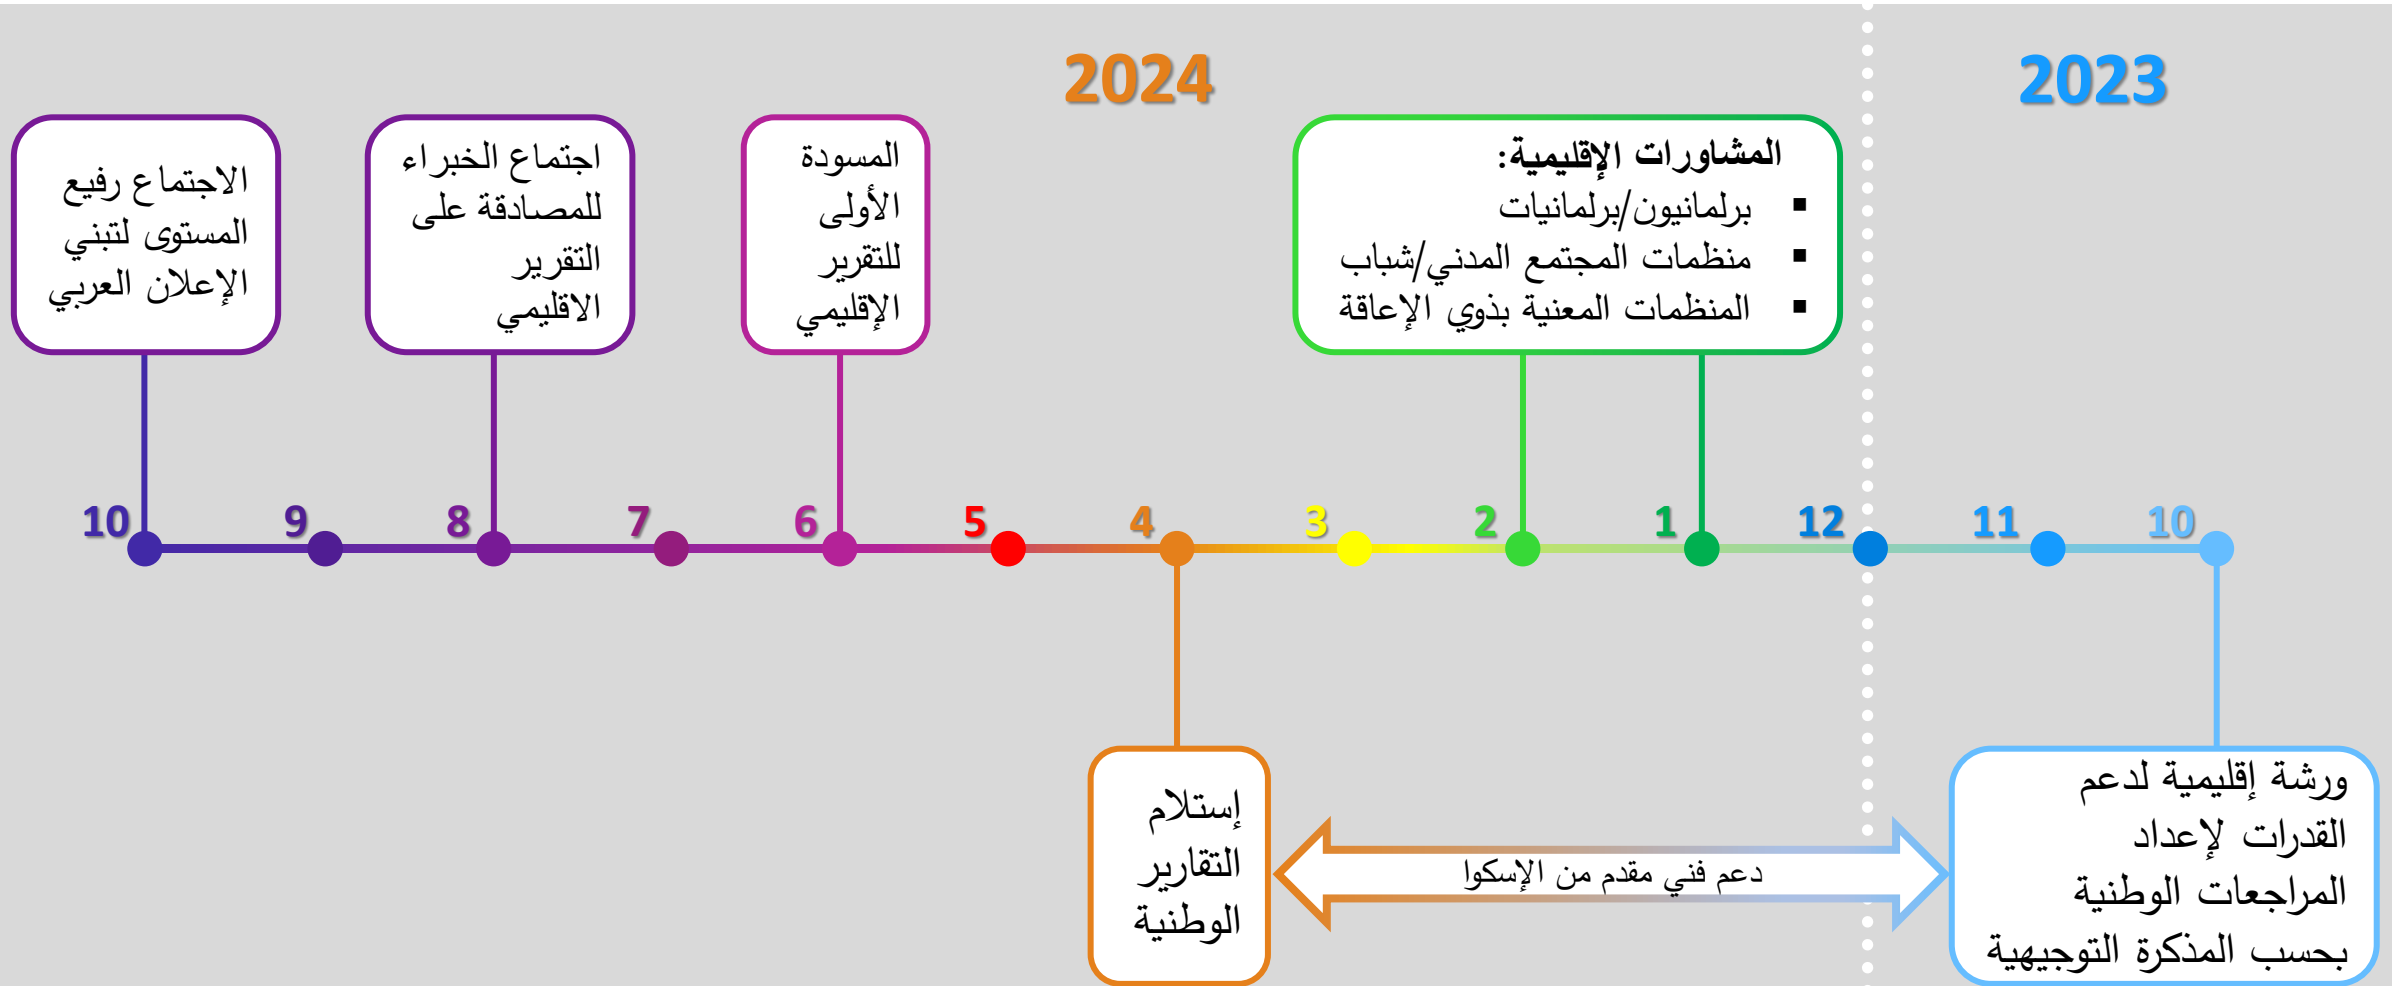 2023
2024
المشاورات الإقليمية:
▪ برلمانيون/برلمانيات
▪ منظمات المجتمع المدني/شباب
▪ المنظمات المعنية بذوي الإعاقة
المسودة
الأولى
للتقرير
الإقليمي
اجتماع الخبراء
للمصادقة على
التقرير
الاقليمي
الاجتماع رفيع
المستوى لتبني
الإعلان العربي
10
11
12
1
2
3
4
5
6
7
8
9
10
ورشة إقليمية لدعم
القدرات لإعداد
المراجعات الوطنية
بحسب المذكرة التوجيهية
دعم فني مقدم من الإسكوا
إستلام
التقارير
الوطنية